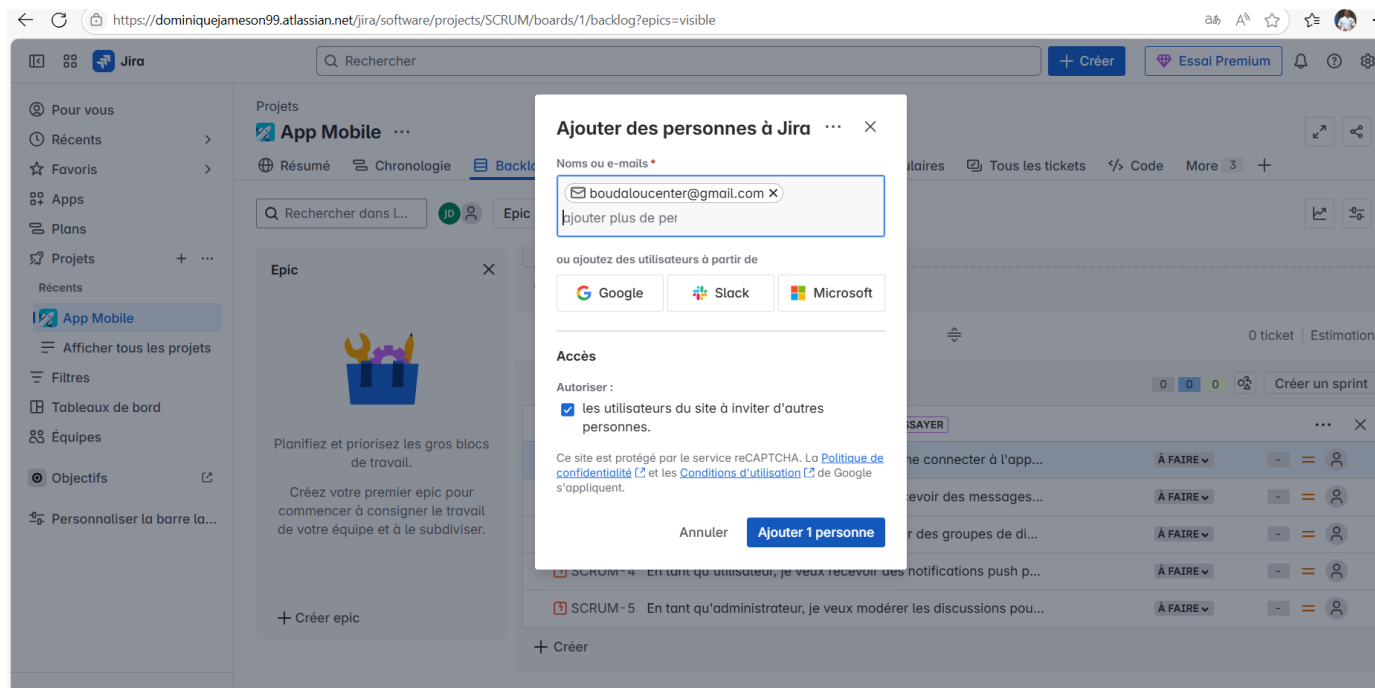 https://dominiquejameson99.atlassian.net/jira/software/projects/SCRUM/boards/1/backlog?epics=visible
Jira
Rechercher
+ Créer
Essai Premium
Pour vous
Récents
Favoris
Apps
Plans
Projets
Récents
App Mobile
Afficher tous les projets
Filtres
Tableaux de bord
Équipes
Objectifs
Personnaliser la barre la...
Projets
App Mobile
Résumé
Chronologie
Tous les tickets
Code
More 3
Rechercher dans l...
JD
Epic
Epic
Planifiez et priorisez les gros blocs
de travail.
Créez votre premier epic pour
commencer à consigner le travail
de votre équipe et à le subdiviser.
+ Créer epic
Ajouter des personnes à Jira
Noms ou e-mails *
boudaloucenter@gmail.com
ajouter plus de per
ou ajoutez des utilisateurs à partir de
Google
Slack
Microsoft
Accès
Autoriser :
les utilisateurs du site à inviter d'autres
personnes.
Ce site est protégé par le service reCAPTCHA. La Politique de
confidentialité et les Conditions d'utilisation de Google
s'appliquent.
Annuler
Ajouter 1 personne
0 ticket
Estimation
0 0 0
Créer un sprint
me connecter à l'app...
À FAIRE -
cevoir des messages...
À FAIRE -
r des groupes de di...
À FAIRE -
SCRUM-4 En tant qu'utilisateur, je veux recevoir des notifications push p...
À FAIRE -
SCRUM-5 En tant qu'administrateur, je veux modérer les discussions pou...
À FAIRE -
+ Créer